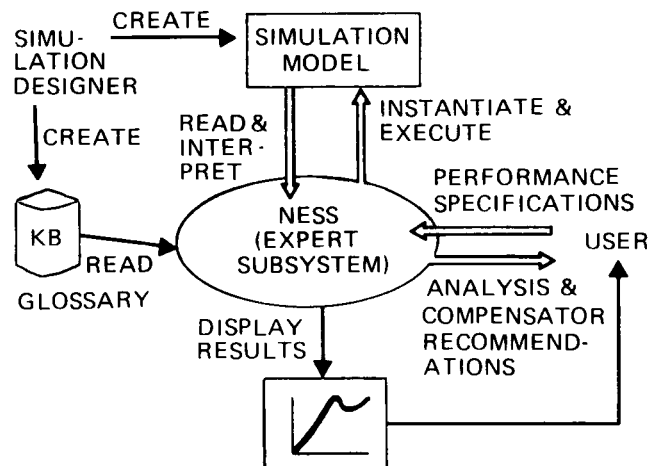 CREATE
SIMU-
LATION
DESIGNER
SIMULATION
MODEL
CREATE
READ &
INTER-
PRET
INSTANTIATE &
EXECUTE
KB
READ
GLOSSARY
NESS
(EXPERT
SUBSYSTEM)
PERFORMANCE
SPECIFICATIONS
USER
ANALYSIS &
COMPENSATOR
RECOMMEND-
ATIONS
DISPLAY
RESULTS